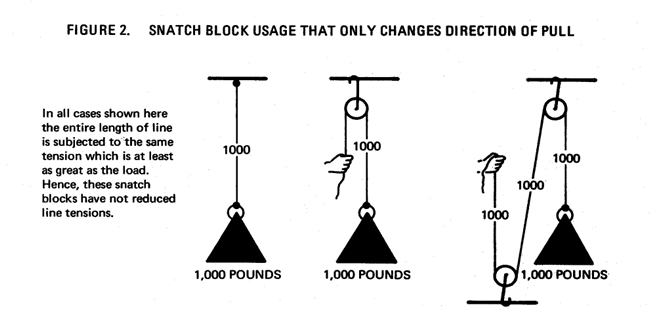 FIGURE 2. SNATCH BLOCK USAGE THAT ONLY CHANGES DIRECTION OF PULL
In all cases shown here
the entire length of line
is subjected to the same
tension which is at least
as great as the load.
Hence, these snatch
blocks have not reduced
line tensions.
1000
1,000 POUNDS
1000
1,000 POUNDS
1000
1000
1000
1,000 POUNDS